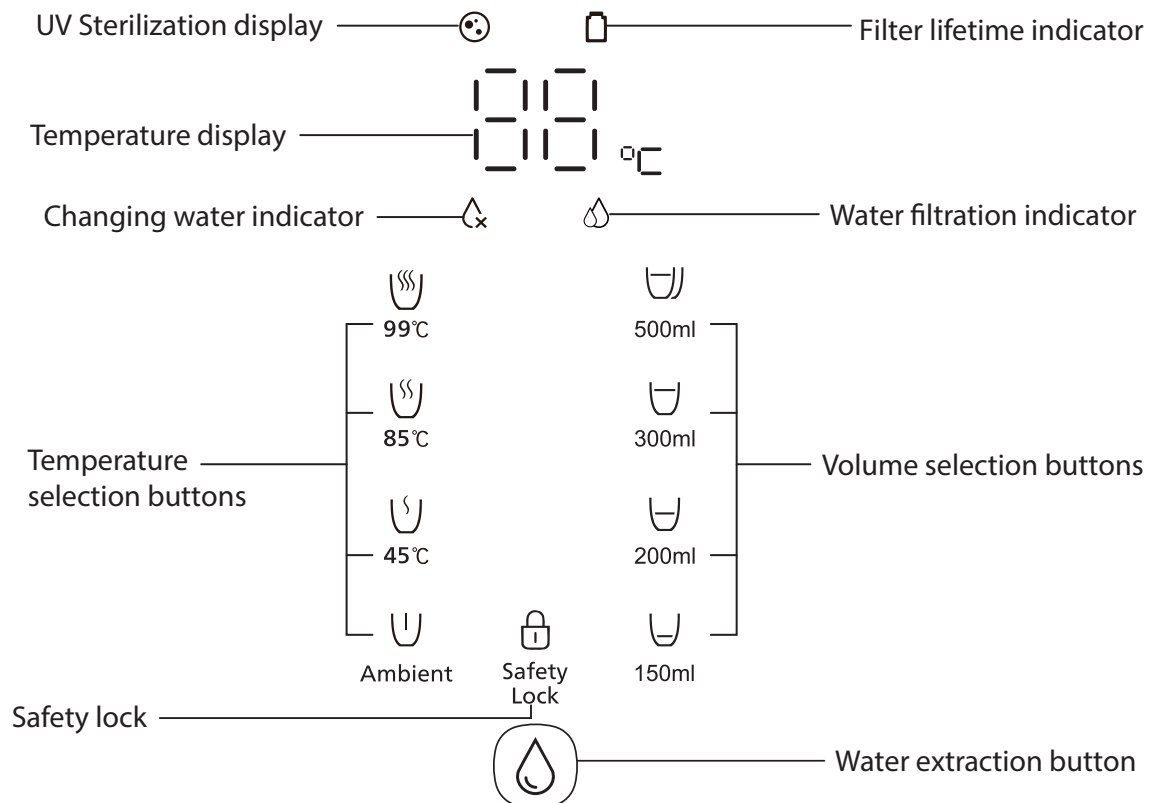 UV Sterilization display
Filter lifetime indicator
88 °C
Temperature display
Changing water indicator
Water filtration indicator
99℃
500ml
85℃
300ml
Temperature
selection buttons
Volume selection buttons
45℃
200ml
Ambient
Safety
Lock
150ml
Safety lock
Water extraction button